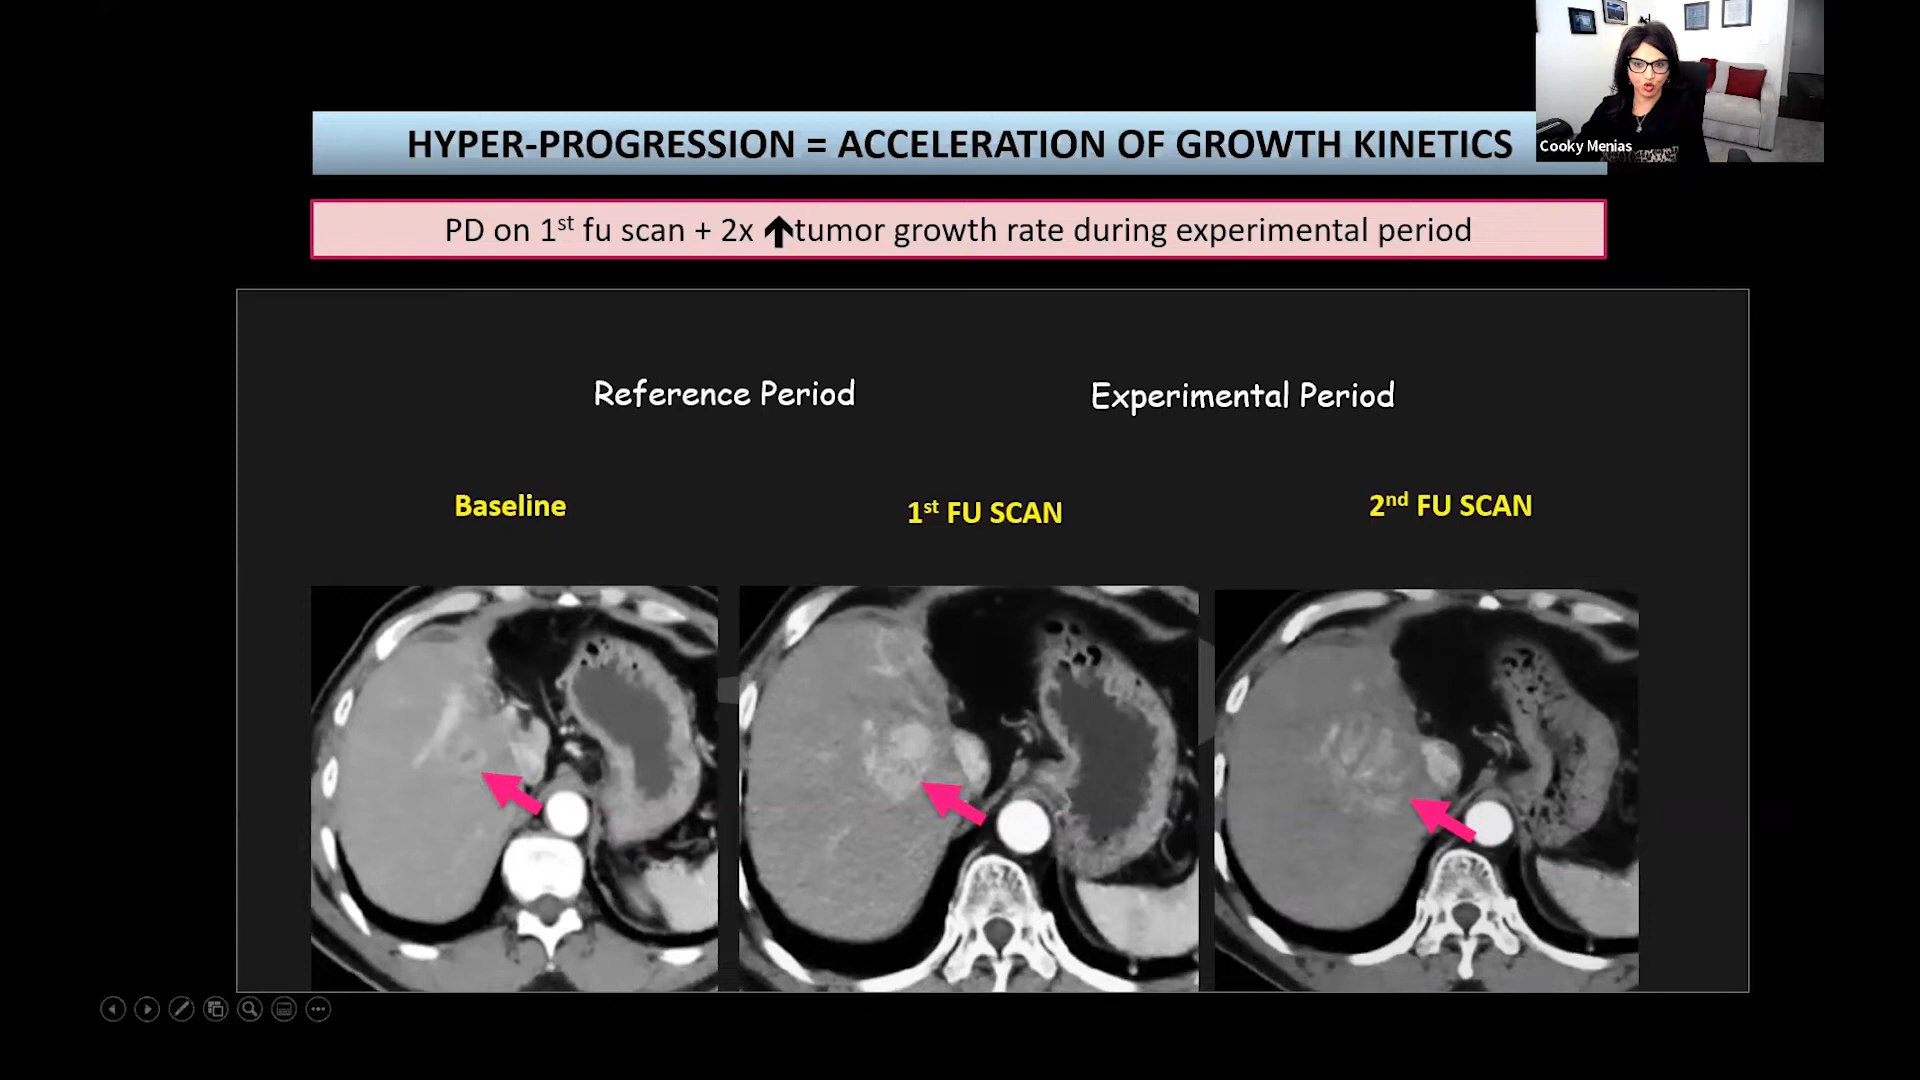 HYPER-PROGRESSION = ACCELERATION OF GROWTH KINETICS
Cooky Menias
PD on 1st fu scan + 2x ↑tumor growth rate during experimental period
Reference Period
Experimental Period
Baseline
1st FU SCAN
2nd FU SCAN